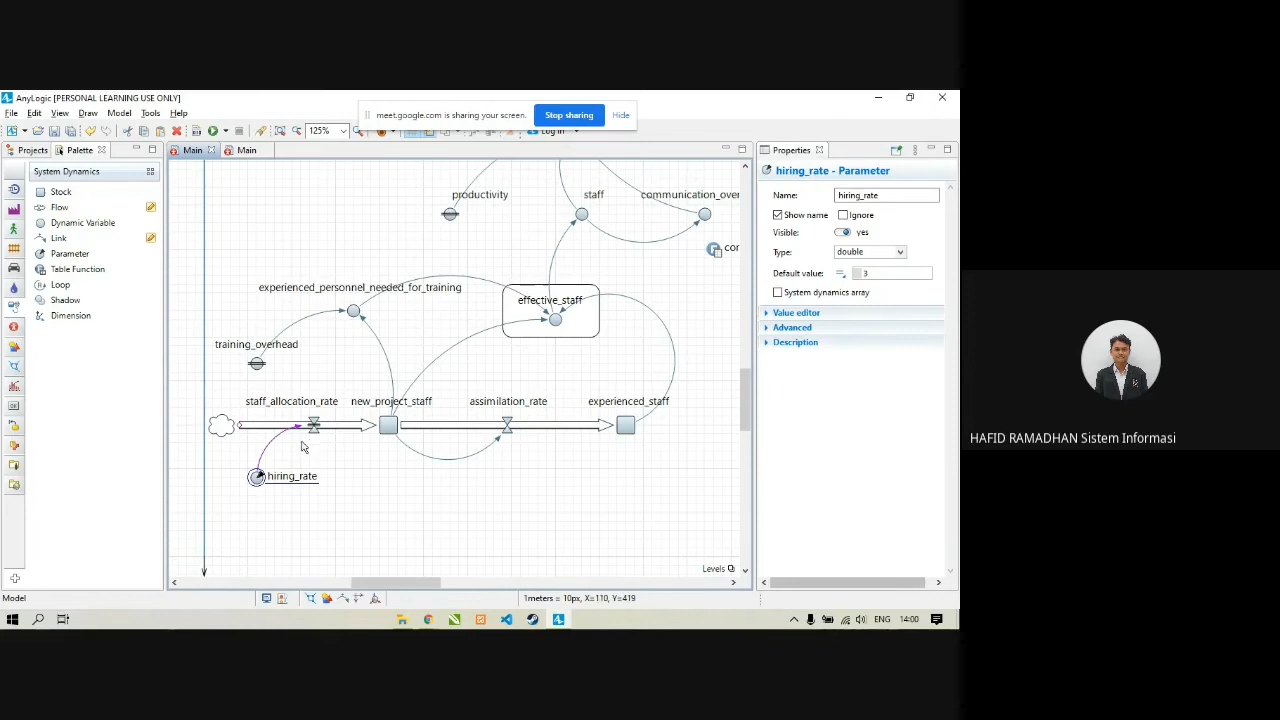 AnyLogic [PERSONAL LEARNING USE ONLY]
File Edit View Draw Model Tools Help
meet.google.com is sharing your screen. Stop sharing Hide
125%
Log in
Projects Palette
Main Main
Properties
System Dynamics
Stock
Flow
Dynamic Variable
Link
Parameter
Table Function
Loop
Shadow
Dimension
productivity
staff
communication_over
experienced_personnel_needed_for_training
effective_staff
training_overhead
staff_allocation_rate
new_project_staff
assimilation_rate
experienced_staff
hiring_rate
Levels
hiring_rate - Parameter
Name: hiring_rate
Show name Ignore
Visible: yes
Type: double
Default value: 3
System dynamics array
Value editor
Advanced
Description
HAFID RAMADHAN Sistem Informasi
Model
1meters = 10px, X=110, Y=419
ENG 14:00